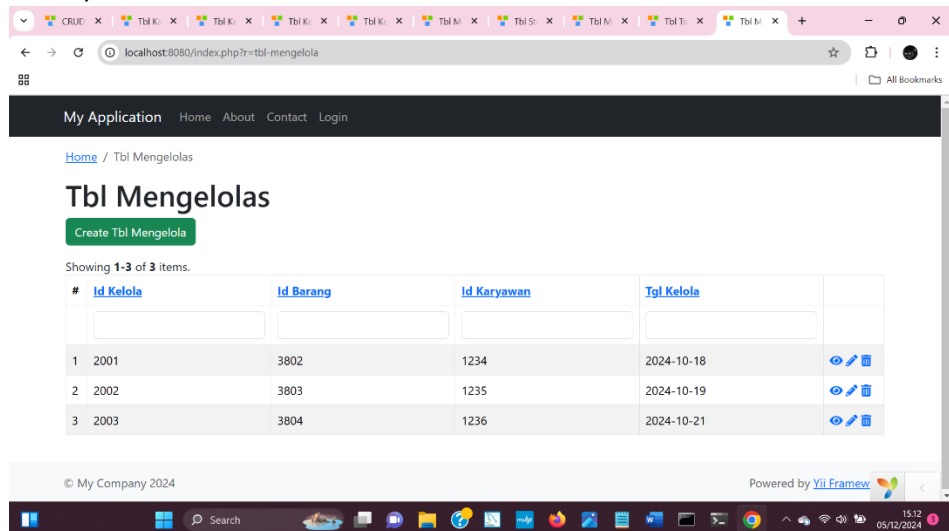 CRUD
Tbl Ke
Tbl Ke
Tbl Ke
Tbl Ke
Tbl M
Tbl St
Tbl M
Tbl Tr
Tbl M
localhost:8080/index.php?r=tbl-mengelola
All Bookmarks
My Application Home About Contact Login
Home / Tbl Mengelolas
Tbl Mengelolas
Create Tbl Mengelola
Showing 1-3 of 3 items.
# Id Kelola Id Barang Id Karyawan Tgl Kelola
1 2001 3802 1234 2024-10-18
2 2002 3803 1235 2024-10-19
3 2003 3804 1236 2024-10-21
© My Company 2024 Powered by Yii Framew
Search
15.12
05/12/2024
3